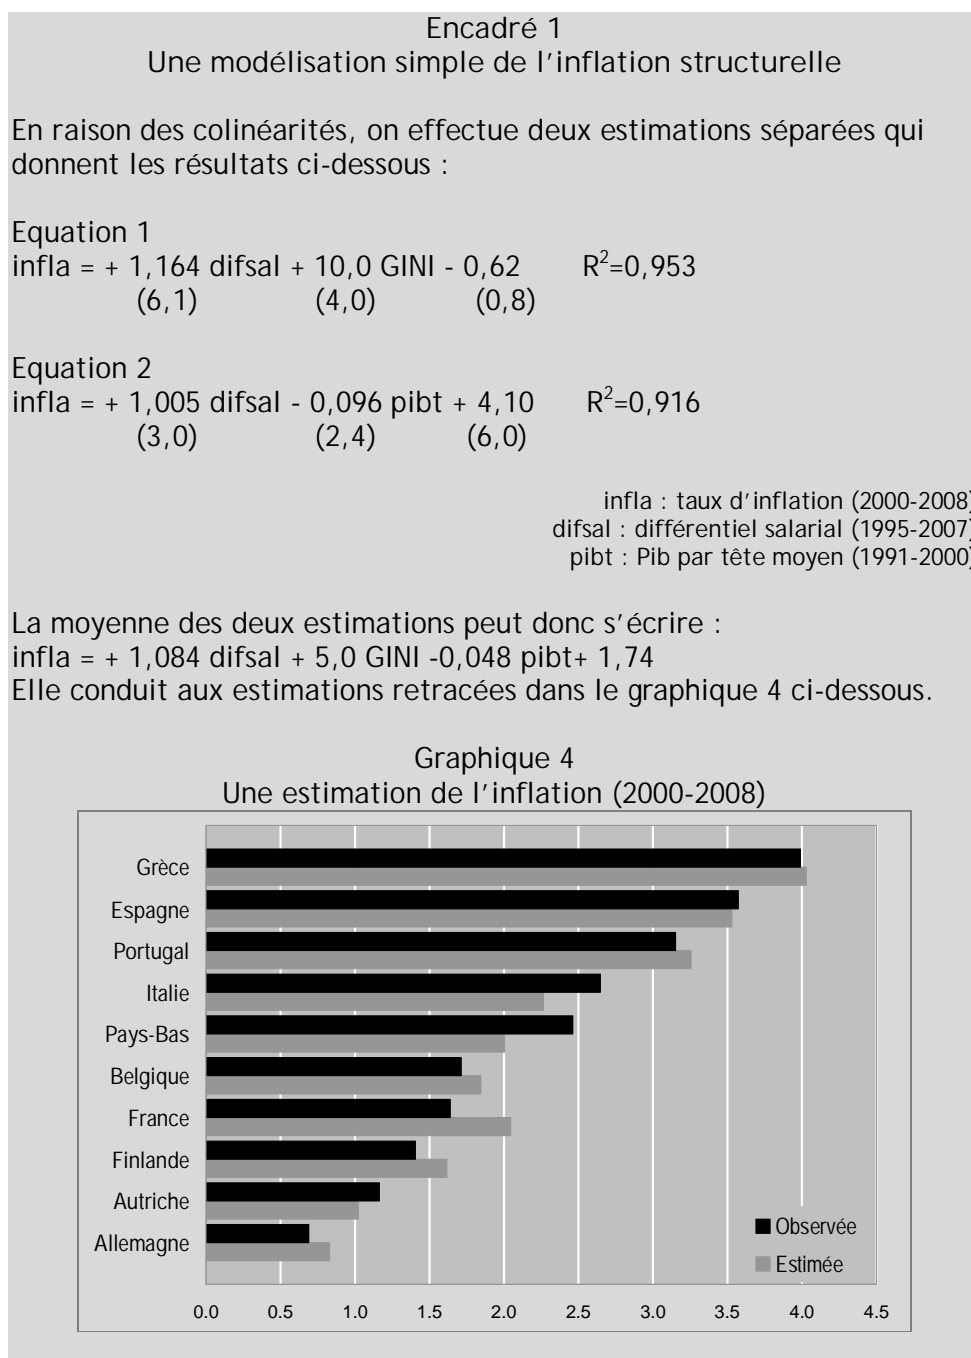 Encadré 1
Une modélisation simple de l'inflation structurelle
En raison des colinéarités, on effectue deux estimations séparées qui
donnent les résultats ci-dessous :
Equation 1
infla = + 1,164 difsal + 10,0 GINI - 0,62 R²=0,953
(6,1) (4,0) (0,8)
Equation 2
infla = + 1,005 difsal - 0,096 pibt + 4,10 R²=0,916
(3,0) (2,4) (6,0)
infla : taux d'inflation (2000-2008)
difsal : différentiel salarial (1995-2007)
pibt : Pib par tête moyen (1991-2000)
La moyenne des deux estimations peut donc s'écrire :
infla = + 1,084 difsal + 5,0 GINI -0,048 pibt+ 1,74
Elle conduit aux estimations retracées dans le graphique 4 ci-dessous.
Graphique 4
Une estimation de l'inflation (2000-2008)
Grèce
Espagne
Portugal
Italie
Pays-Bas
Belgique
France
Finlande
Autriche
Allemagne
Observée
Estimée
0.0 0.5 1.0 1.5 2.0 2.5 3.0 3.5 4.0 4.5